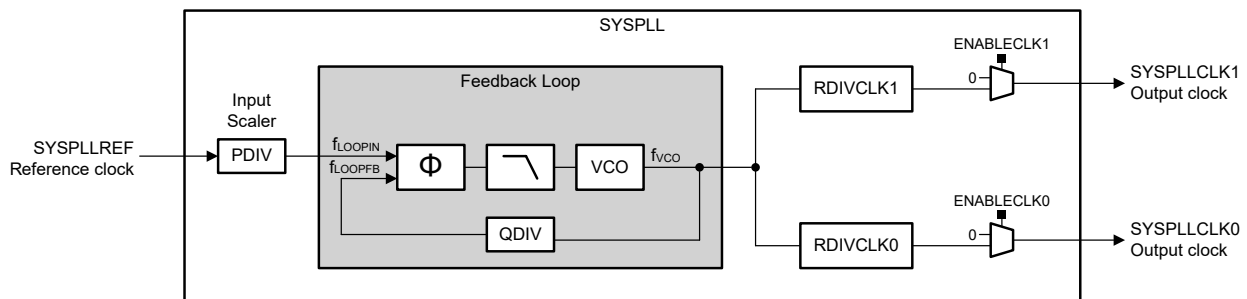 SYSPLL
ENABLECLK1
0
SYSPLLCLK1
Output clock
RDIVCLK1
Feedback Loop
Input
Scaler
SYSPLLREF
Reference clock
PDIV
fLOOPIN
fLOOPFB
Φ
VCO
fVCO
QDIV
ENABLECLK0
0
SYSPLLCLK0
Output clock
RDIVCLK0